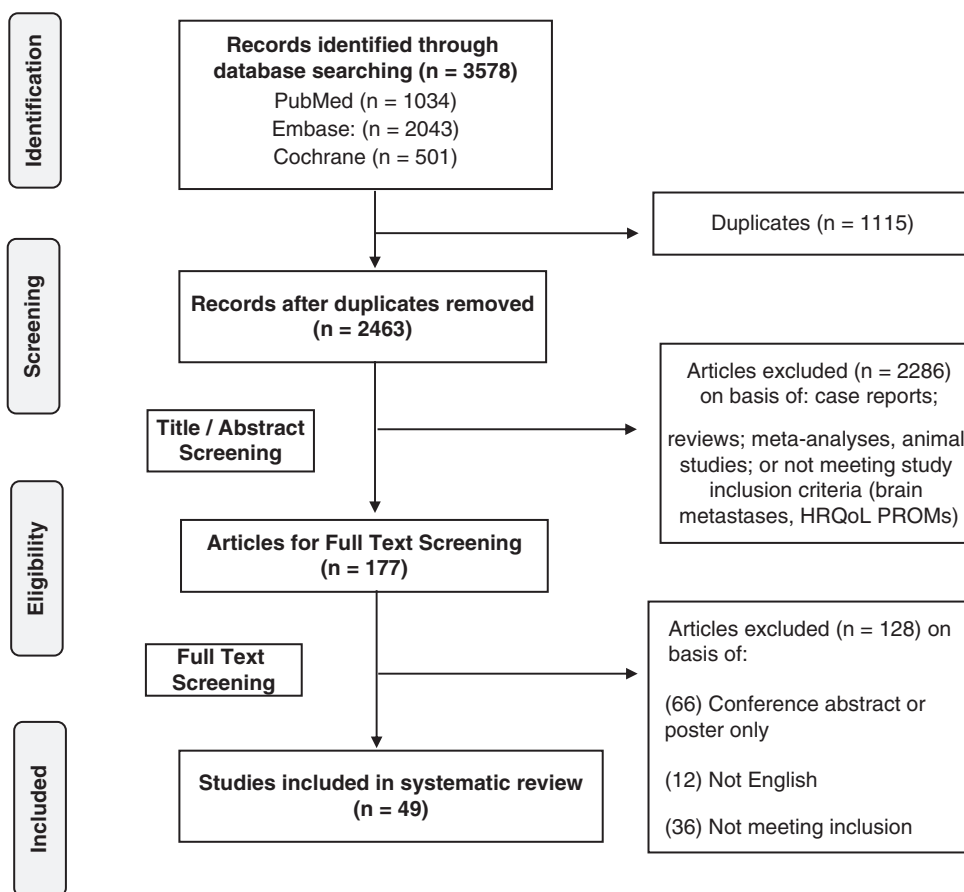 Identification
Records identified through
database searching (n = 3578)
PubMed (n = 1034)
Embase: (n = 2043)
Cochrane (n = 501)
Duplicates (n = 1115)
Screening
Records after duplicates removed
(n = 2463)
Articles excluded (n = 2286)
on basis of: case reports;
reviews; meta-analyses, animal
studies; or not meeting study
inclusion criteria (brain
metastases, HRQoL PROMs)
Title / Abstract
Screening
Eligibility
Articles for Full Text Screening
(n = 177)
Full Text
Screening
Articles excluded (n = 128) on
basis of:
(66) Conference abstract or
poster only
(12) Not English
(36) Not meeting inclusion
Included
Studies included in systematic review
(n = 49)